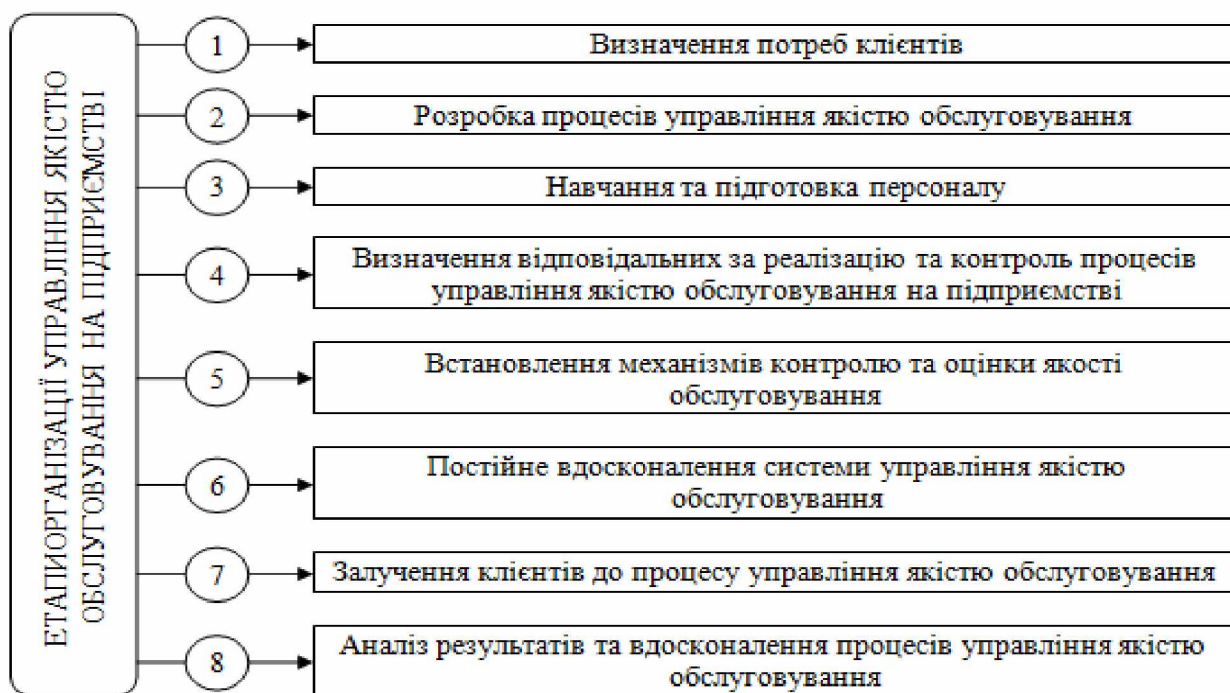 ЕТАПИОРГАНІЗАЦІЇ УПРАВЛІННЯ ЯКІСТЮ
ОБСЛУГОВУВАННЯ НА ПІДПРИЄМСТВІ
1
Визначення потреб клієнтів
2
Розробка процесів управління якістю обслуговування
3
Навчання та підготовка персоналу
4
Визначення відповідальних за реалізацію та контроль процесів
управління якістю обслуговування на підприємстві
5
Встановлення механізмів контролю та оцінки якості
обслуговування
6
Постійне вдосконалення системи управління якістю
обслуговування
7
Залучення клієнтів до процесу управління якістю обслуговування
8
Аналіз результатів та вдосконалення процесів управління якістю
обслуговування